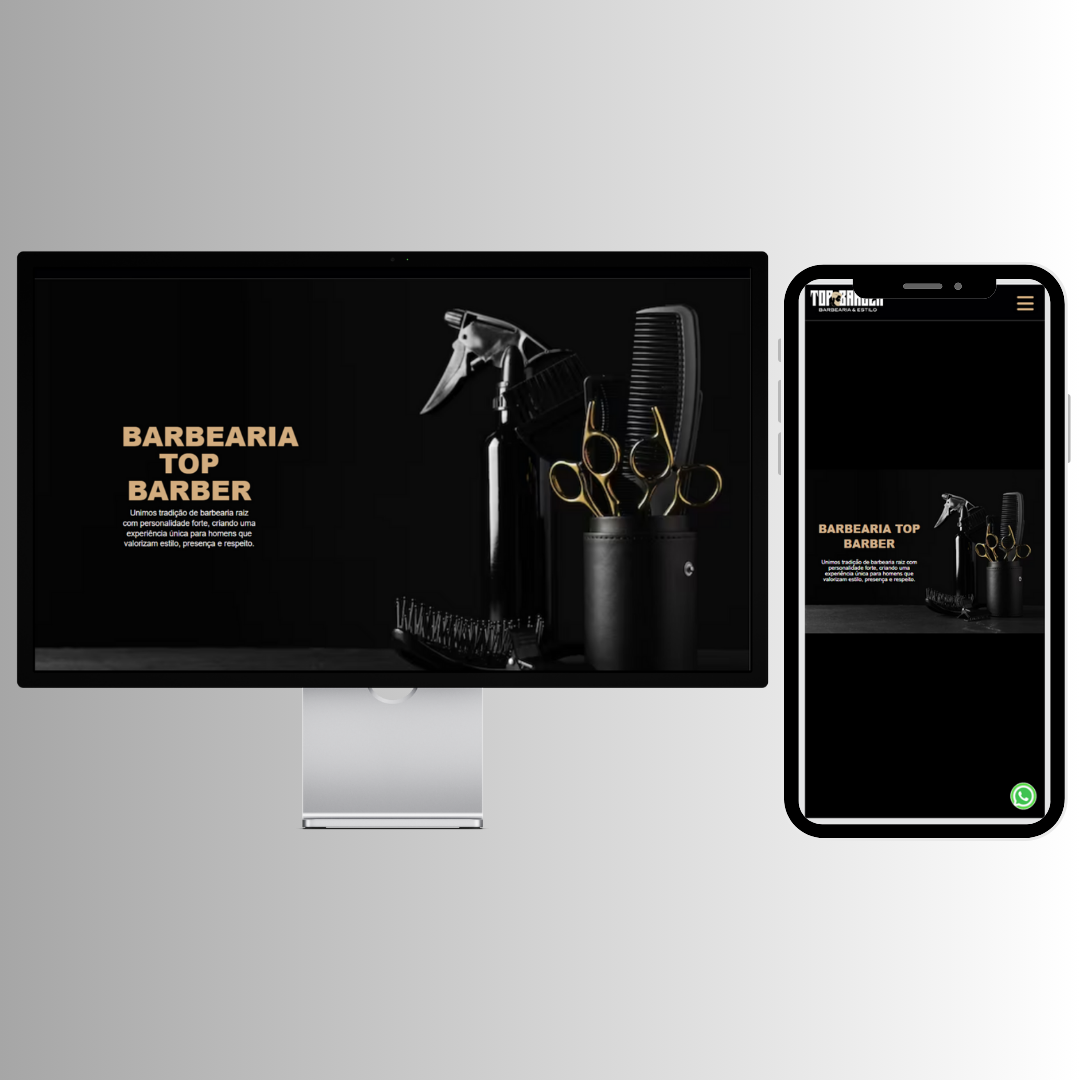 BARBEARIA
TOP
BARBER
Unimos tradição de barbearia raiz
com personalidade forte, criando uma
experiência única para homens que
valorizam estilo, presença e respeito.
TOP BARBER
BARBEARIA & ESTILO
BARBEARIA TOP
BARBER
Unimos tradição de barbearia raiz com
personalidade forte, criando uma
experiência única para homens que
valorizam estilo, presença e respeito.